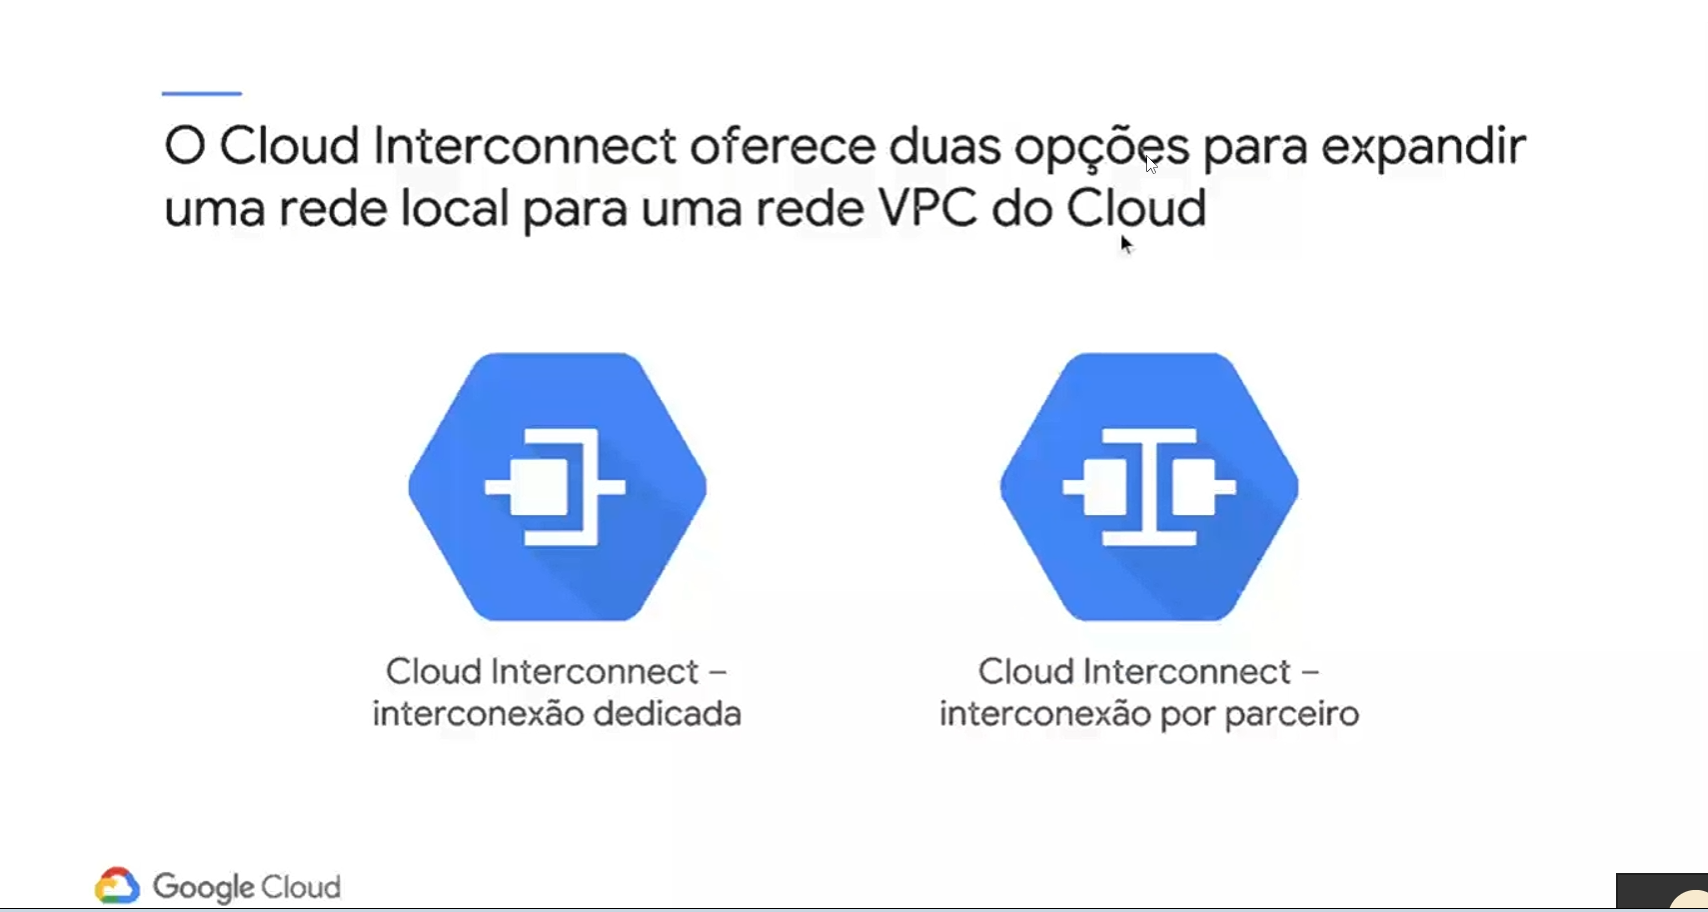 O Cloud Interconnect oferece duas opções para expandir
uma rede local para uma rede VPC do Cloud
Cloud Interconnect –
interconexão dedicada
Cloud Interconnect –
interconexão por parceiro
Google Cloud